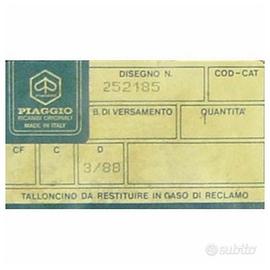 DISEGNO N. COD-CAT
252185
PIAGGIO
RICAMBI ORIGINALI
MADE IN ITALY
B. DI VERSAMENTO QUANTITA'
CF C D
3/88
TALLONCINO DA RESTITUIRE IN CASO DI RECLAMO
subito